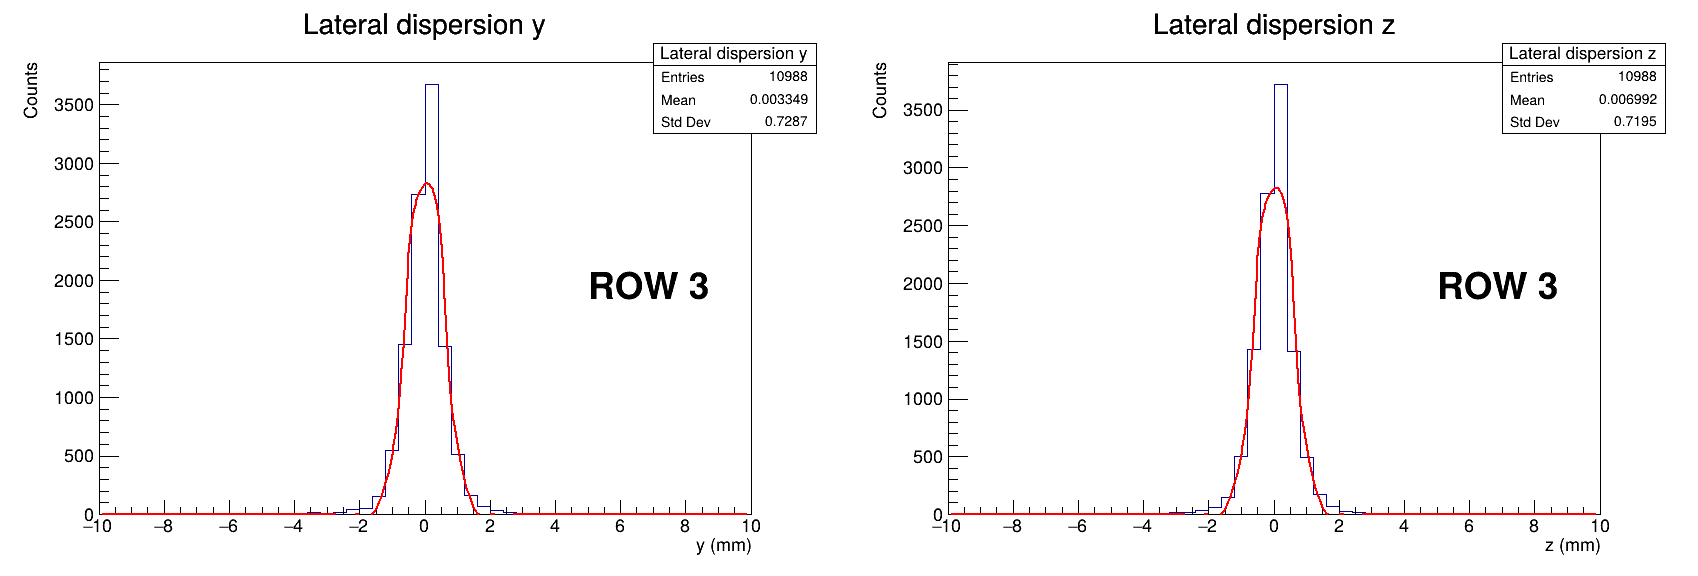 Lateral dispersion y
Counts
Lateral dispersion y
Entries 10988
Mean 0.003349
Std Dev 0.7287
3500
3000
2500
2000
1500
1000
500
0
ROW 3
−10 −8 −6 −4 −2 0 2 4 6 8 10
y (mm)
Lateral dispersion z
Counts
Lateral dispersion z
Entries 10988
Mean 0.006992
Std Dev 0.7195
3500
3000
2500
2000
1500
1000
500
0
ROW 3
−10 −8 −6 −4 −2 0 2 4 6 8 10
z (mm)